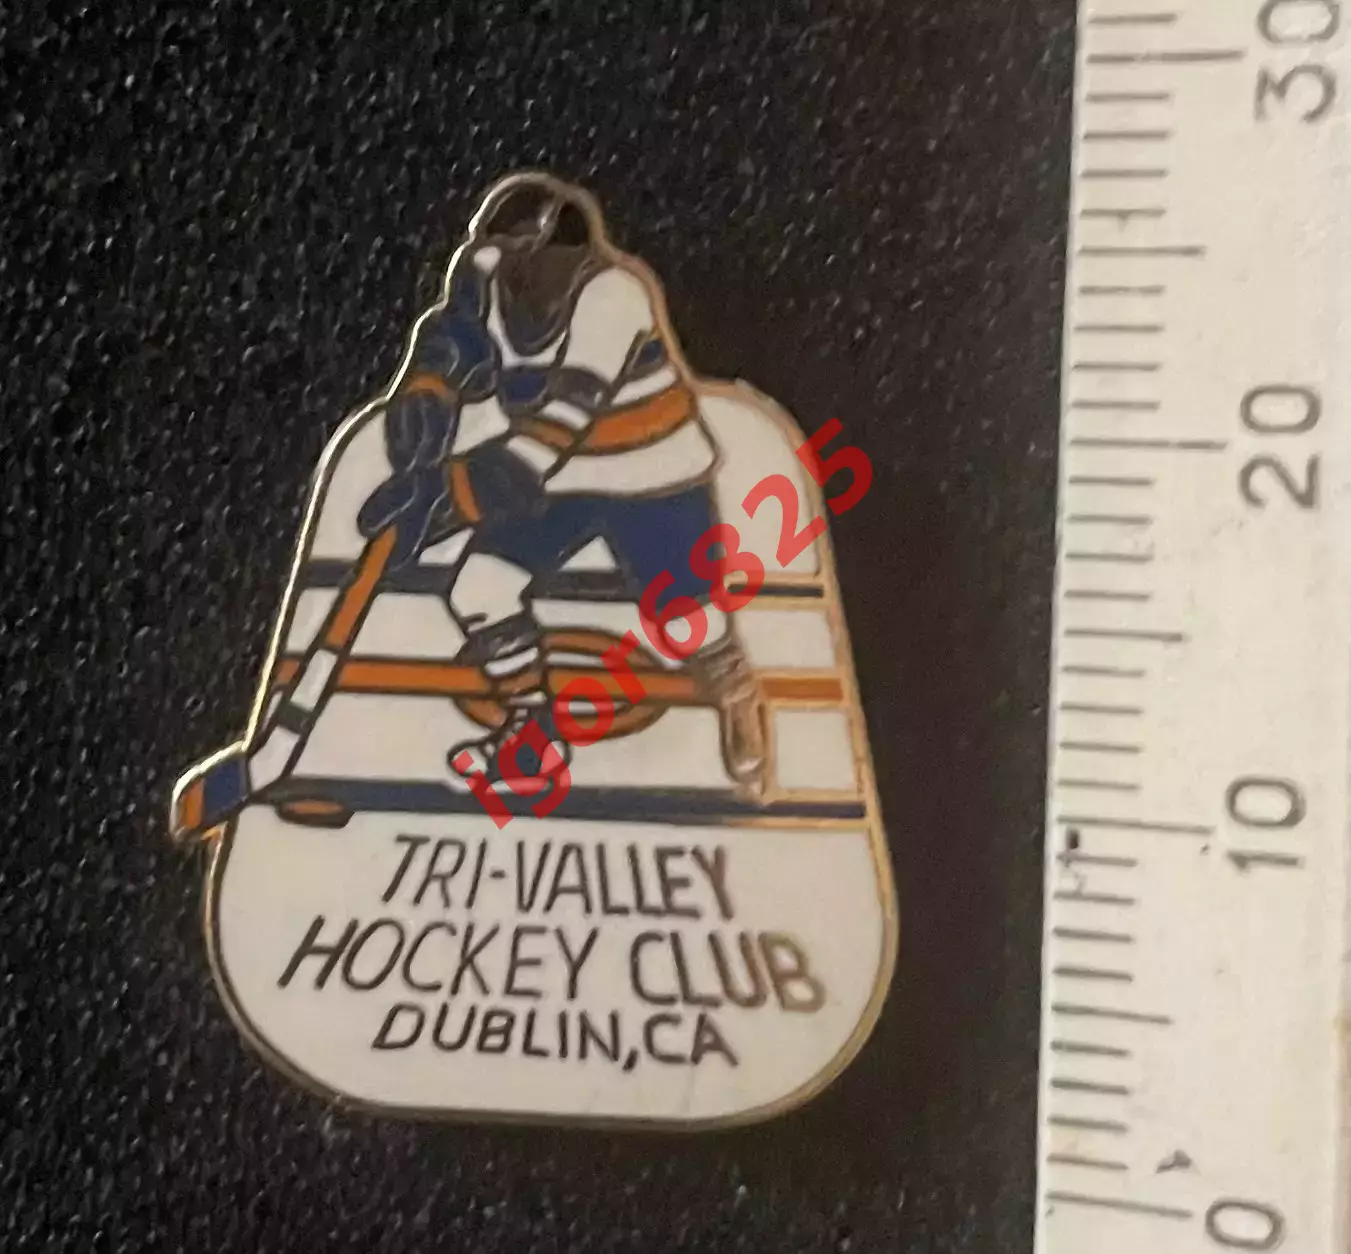 30
20
igor6825
10
TRI-VALLEY
HOCKEY CLUB
DUBLIN, CA
0